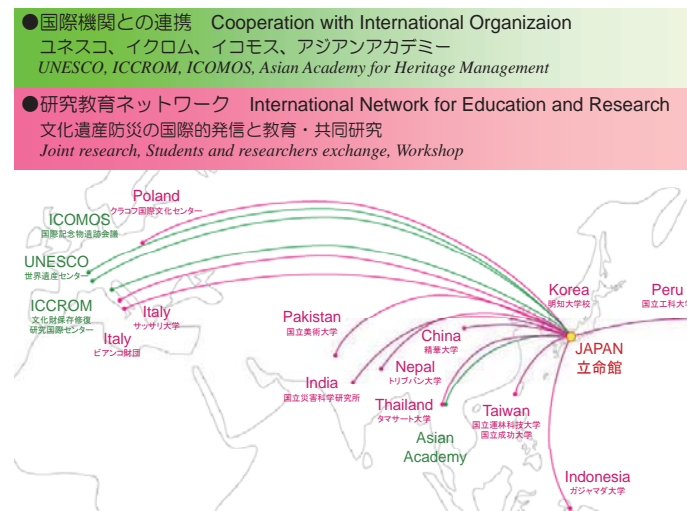 ●国際機関との連携　Cooperation with International Organizaion
ユネスコ、イクロム、イコモス、アジアンアカデミー
UNESCO, ICCROM, ICOMOS, Asian Academy for Heritage Management
●研究教育ネットワーク　International Network for Education and Research
文化遺産防災の国際的発信と教育・共同研究
Joint research, Students and researchers exchange, Workshop
Poland
クラコフ国際文化センター
ICOMOS
国際記念物遺跡会議
UNESCO
世界遺産センター
ICCROM
文化財保存修復
研究国際センター
Italy
サッサリ大学
Italy
ビアンコ財団
Pakistan
国立美術大学
India
国立災害科学研究所
China
精華大学
Nepal
トリブバン大学
Thailand
タマサート大学
Asian
Academy
Taiwan
国立運林科技大学
国立成功大学
Korea
明知大学校
Peru
国立工科大学
JAPAN
立命館
Indonesia
ガジャマダ大学